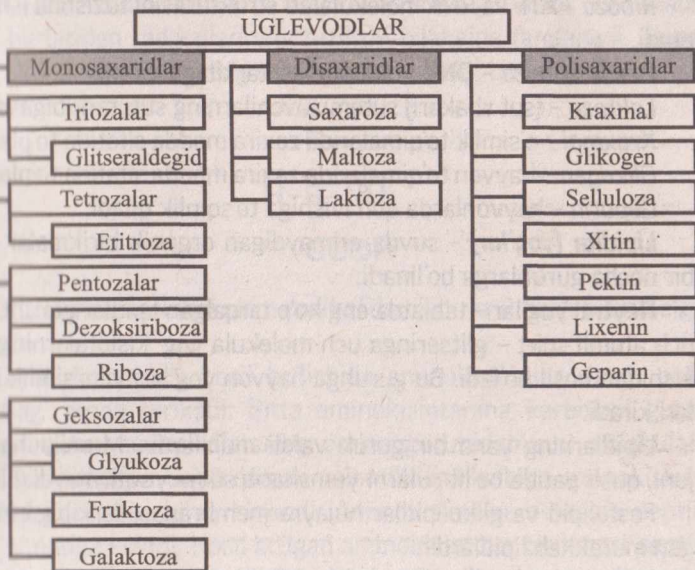 UGLEVODLAR
Monosaxaridlar
Triozalar
Glitseraldegid
Tetrozalar
Eritroza
Pentozalar
Dezoksiriboza
Riboza
Geksozalar
Glyukoza
Fruktoza
Galaktoza
Disaxaridlar
Saxaroza
Maltoza
Laktoza
Polisaxaridlar
Kraxmal
Glikogen
Selluloza
Xitin
Pektin
Lixenin
Geparin